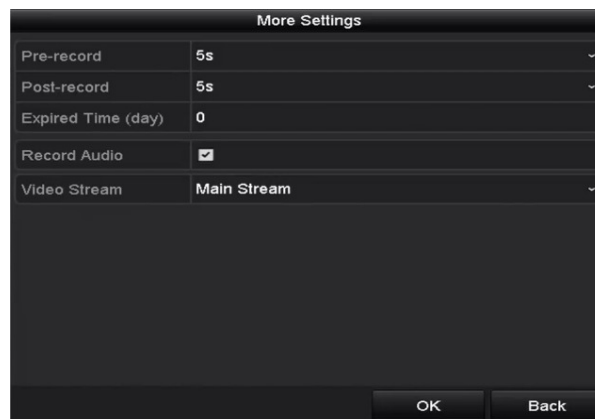 More Settings
Pre-record 5s
Post-record 5s
Expired Time (day) 0
Record Audio
Video Stream Main Stream
OK Back